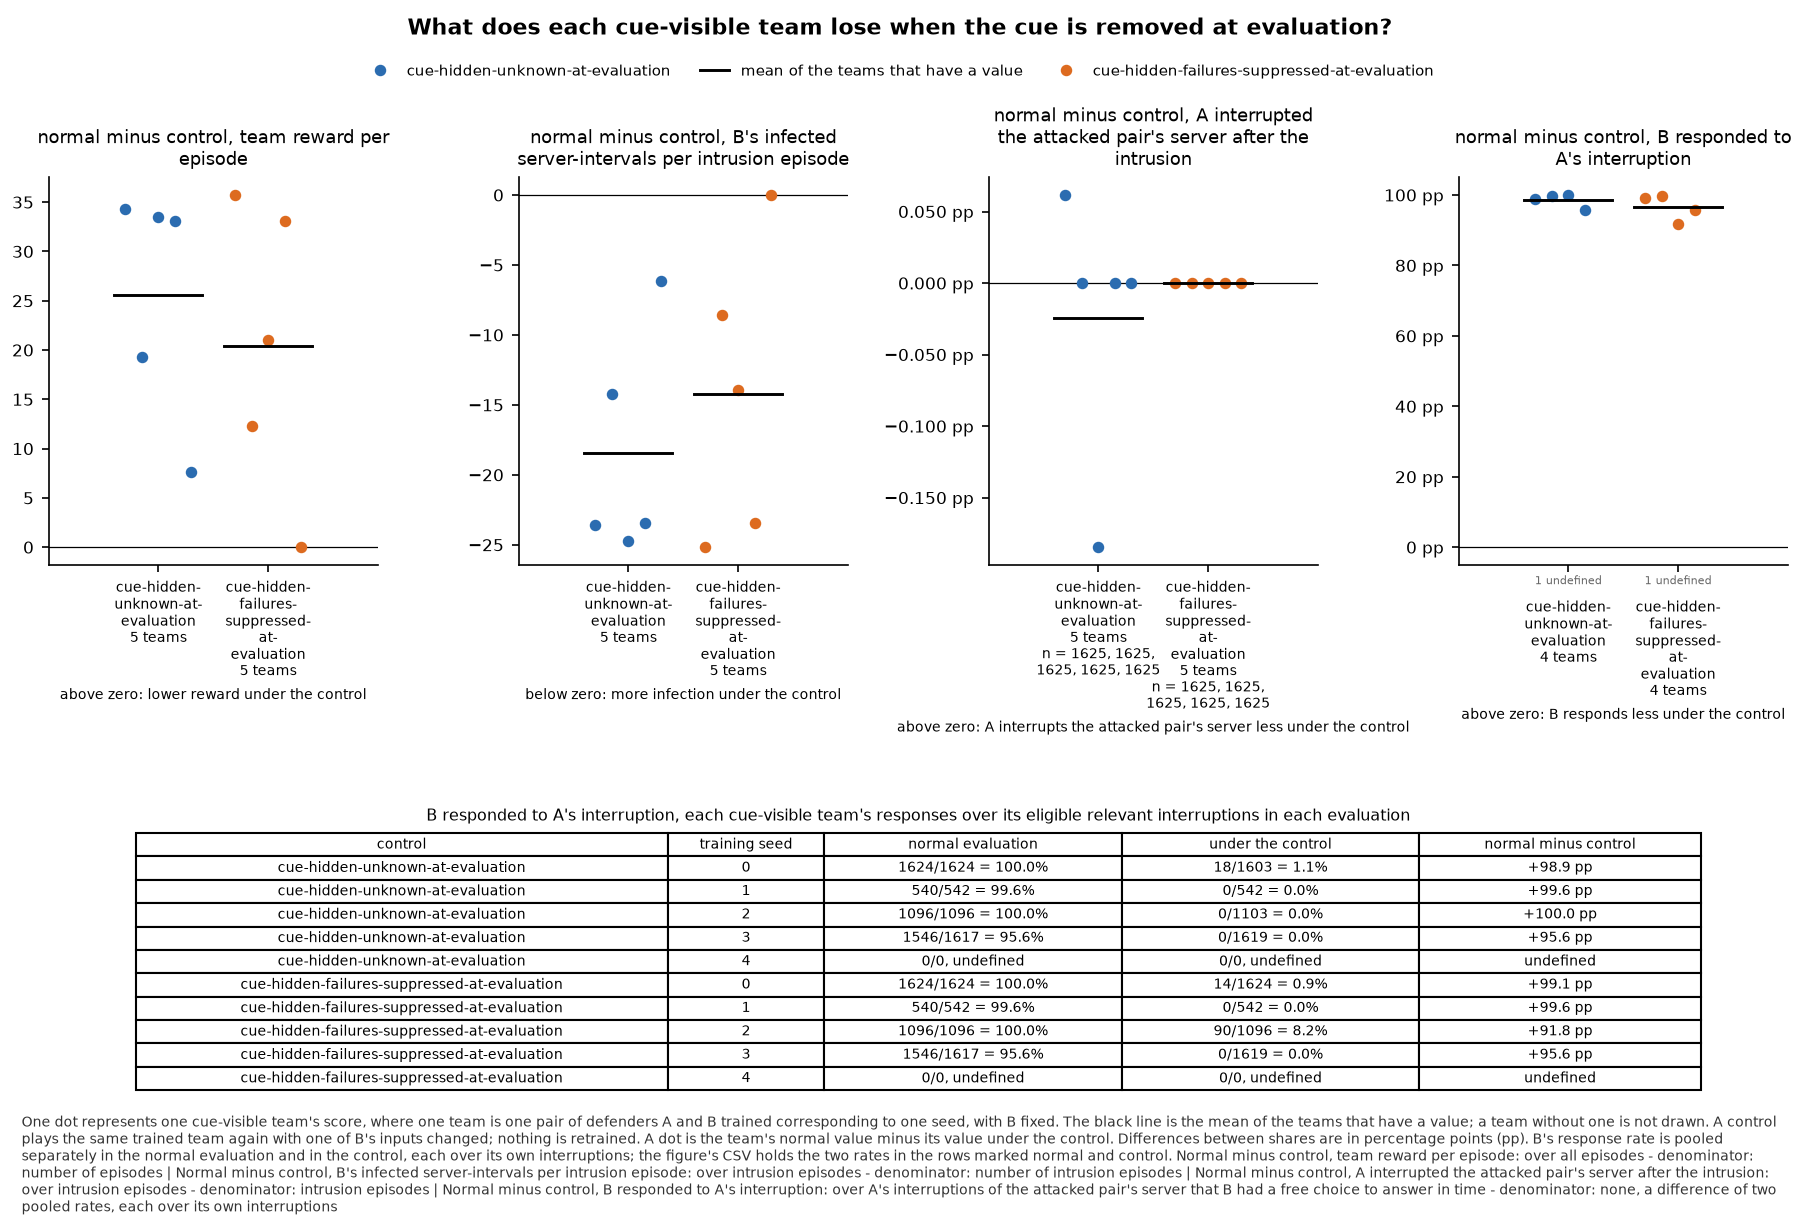 What does each cue-visible team lose when the cue is removed at evaluation?
cue-hidden-unknown-at-evaluation
mean of the teams that have a value
cue-hidden-failures-suppressed-at-evaluation
normal minus control, team reward per
episode
35
30
25
20
15
10
5
0
cue-hidden-
unknown-at-
evaluation
5 teams
cue-hidden-
failures-
suppressed-
at-
evaluation
5 teams
above zero: lower reward under the control
normal minus control, B's infected
server-intervals per intrusion episode
0
−5
−10
−15
−20
−25
cue-hidden-
unknown-at-
evaluation
5 teams
cue-hidden-
failures-
suppressed-
at-
evaluation
5 teams
below zero: more infection under the control
normal minus control, A interrupted
the attacked pair's server after the
intrusion
0.050 pp
0.000 pp
−0.050 pp
−0.100 pp
−0.150 pp
cue-hidden-
unknown-at-
evaluation
5 teams
n = 1625, 1625,
1625, 1625, 1625
cue-hidden-
failures-
suppressed-
at-
evaluation
5 teams
n = 1625, 1625,
1625, 1625, 1625
above zero: A interrupts the attacked pair's server less under the control
normal minus control, B responded to
A's interruption
100 pp
80 pp
60 pp
40 pp
20 pp
0 pp
1 undefined
cue-hidden-
unknown-at-
evaluation
4 teams
1 undefined
cue-hidden-
failures-
suppressed-
at-
evaluation
4 teams
above zero: B responds less under the control
B responded to A's interruption, each cue-visible team's responses over its eligible relevant interruptions in each evaluation
control training seed normal evaluation under the control normal minus control
cue-hidden-unknown-at-evaluation 0 1624/1624 = 100.0% 18/1603 = 1.1% +98.9 pp
cue-hidden-unknown-at-evaluation 1 540/542 = 99.6% 0/542 = 0.0% +99.6 pp
cue-hidden-unknown-at-evaluation 2 1096/1096 = 100.0% 0/1103 = 0.0% +100.0 pp
cue-hidden-unknown-at-evaluation 3 1546/1617 = 95.6% 0/1619 = 0.0% +95.6 pp
cue-hidden-unknown-at-evaluation 4 0/0, undefined 0/0, undefined undefined
cue-hidden-failures-suppressed-at-evaluation 0 1624/1624 = 100.0% 14/1624 = 0.9% +99.1 pp
cue-hidden-failures-suppressed-at-evaluation 1 540/542 = 99.6% 0/542 = 0.0% +99.6 pp
cue-hidden-failures-suppressed-at-evaluation 2 1096/1096 = 100.0% 90/1096 = 8.2% +91.8 pp
cue-hidden-failures-suppressed-at-evaluation 3 1546/1617 = 95.6% 0/1619 = 0.0% +95.6 pp
cue-hidden-failures-suppressed-at-evaluation 4 0/0, undefined 0/0, undefined undefined
One dot represents one cue-visible team's score, where one team is one pair of defenders A and B trained corresponding to one seed, with B fixed. The black line is the mean of the teams that have a value; a team without one is not drawn. A control
plays the same trained team again with one of B's inputs changed; nothing is retrained. A dot is the team's normal value minus its value under the control. Differences between shares are in percentage points (pp). B's response rate is pooled
separately in the normal evaluation and in the control, each over its own interruptions; the figure's CSV holds the two rates in the rows marked normal and control. Normal minus control, team reward per episode: over all episodes - denominator:
number of episodes | Normal minus control, B's infected server-intervals per intrusion episode: over intrusion episodes - denominator: number of intrusion episodes | Normal minus control, A interrupted the attacked pair's server after the intrusion:
over intrusion episodes - denominator: intrusion episodes | Normal minus control, B responded to A's interruption: over A's interruptions of the attacked pair's server that B had a free choice to answer in time - denominator: none, a difference of two
pooled rates, each over its own interruptions